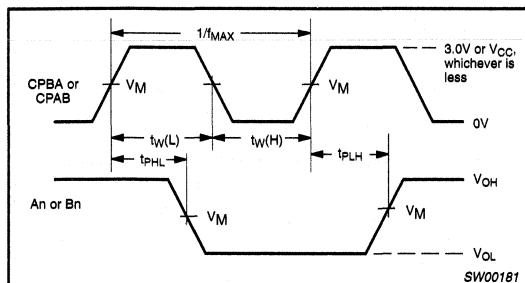 1/fMAX
3.0V or VCC,
whichever is
less
CPBA or
CPAB
VM
VM
0V
tW(L)
tW(H)
tPHL
tPLH
An or Bn
VOH
VM
VM
VOL
SW00181